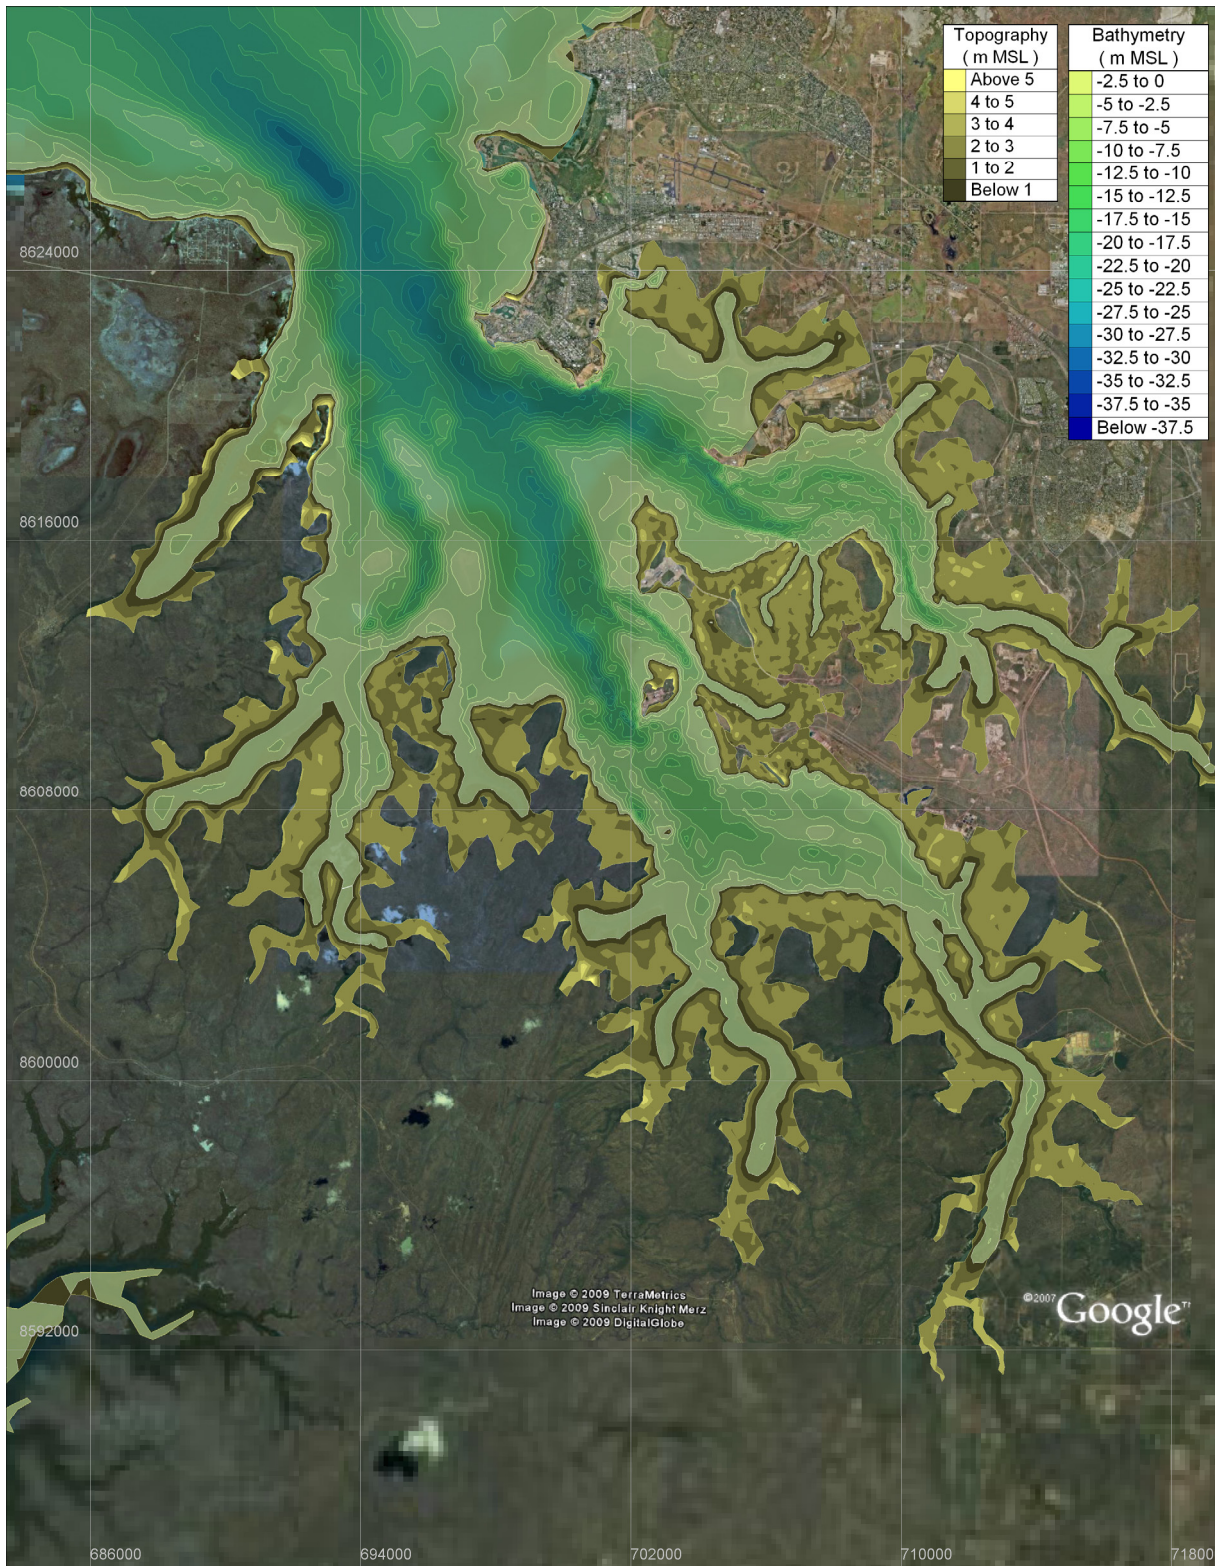 Topography
( m MSL )
Above 5
4 to 5
3 to 4
2 to 3
1 to 2
Below 1
Bathymetry
( m MSL )
-2.5 to 0
-5 to -2.5
-7.5 to -5
-10 to -7.5
-12.5 to -10
-15 to -12.5
-17.5 to -15
-20 to -17.5
-22.5 to -20
-25 to -22.5
-27.5 to -25
-30 to -27.5
-32.5 to -30
-35 to -32.5
-37.5 to -35
Below -37.5
8624000
8616000
8608000
8600000
8592000
Image © 2009 TerraMetrics
Image © 2009 Sinclair Knight Merz
Image © 2009 DigitalGlobe
©2007 Google™
686000
694000
702000
710000
71800